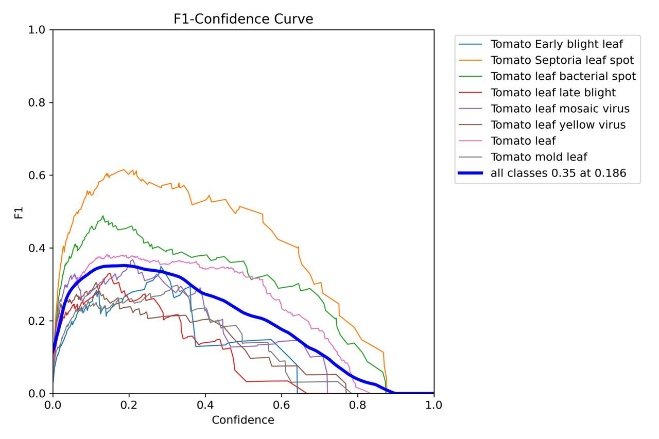 F1-Confidence Curve
1.0
0.8
0.6
0.4
0.2
0.0
F1
0.0 0.2 0.4 0.6 0.8 1.0
Confidence
Tomato Early blight leaf
Tomato Septoria leaf spot
Tomato leaf bacterial spot
Tomato leaf late blight
Tomato leaf mosaic virus
Tomato leaf yellow virus
Tomato leaf
Tomato mold leaf
all classes 0.35 at 0.186